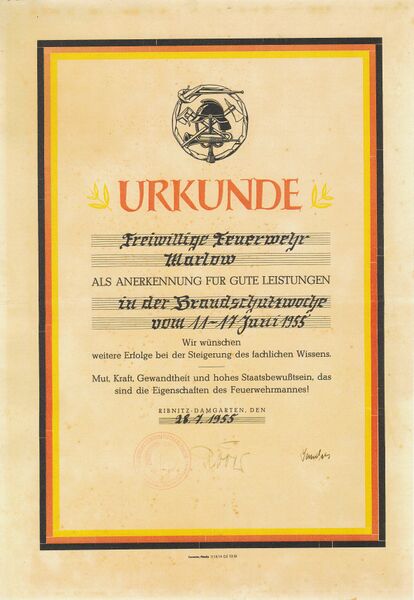 URKUNDE
Freiwillige Feuerwehr
Marlow
ALS ANERKENNUNG FÜR GUTE LEISTUNGEN
in der Brandschutzwoche
vom 11-17 Juni 1955
Wir wünschen
weitere Erfolge bei der Steigerung des fachlichen Wissens.
Mut, Kraft, Gewandtheit und hohes Staatsbewußtsein, das
sind die Eigenschaften des Feuerwehrmannes!
RIBNITZ-DAMGARTEN, DEN
28.7.1955